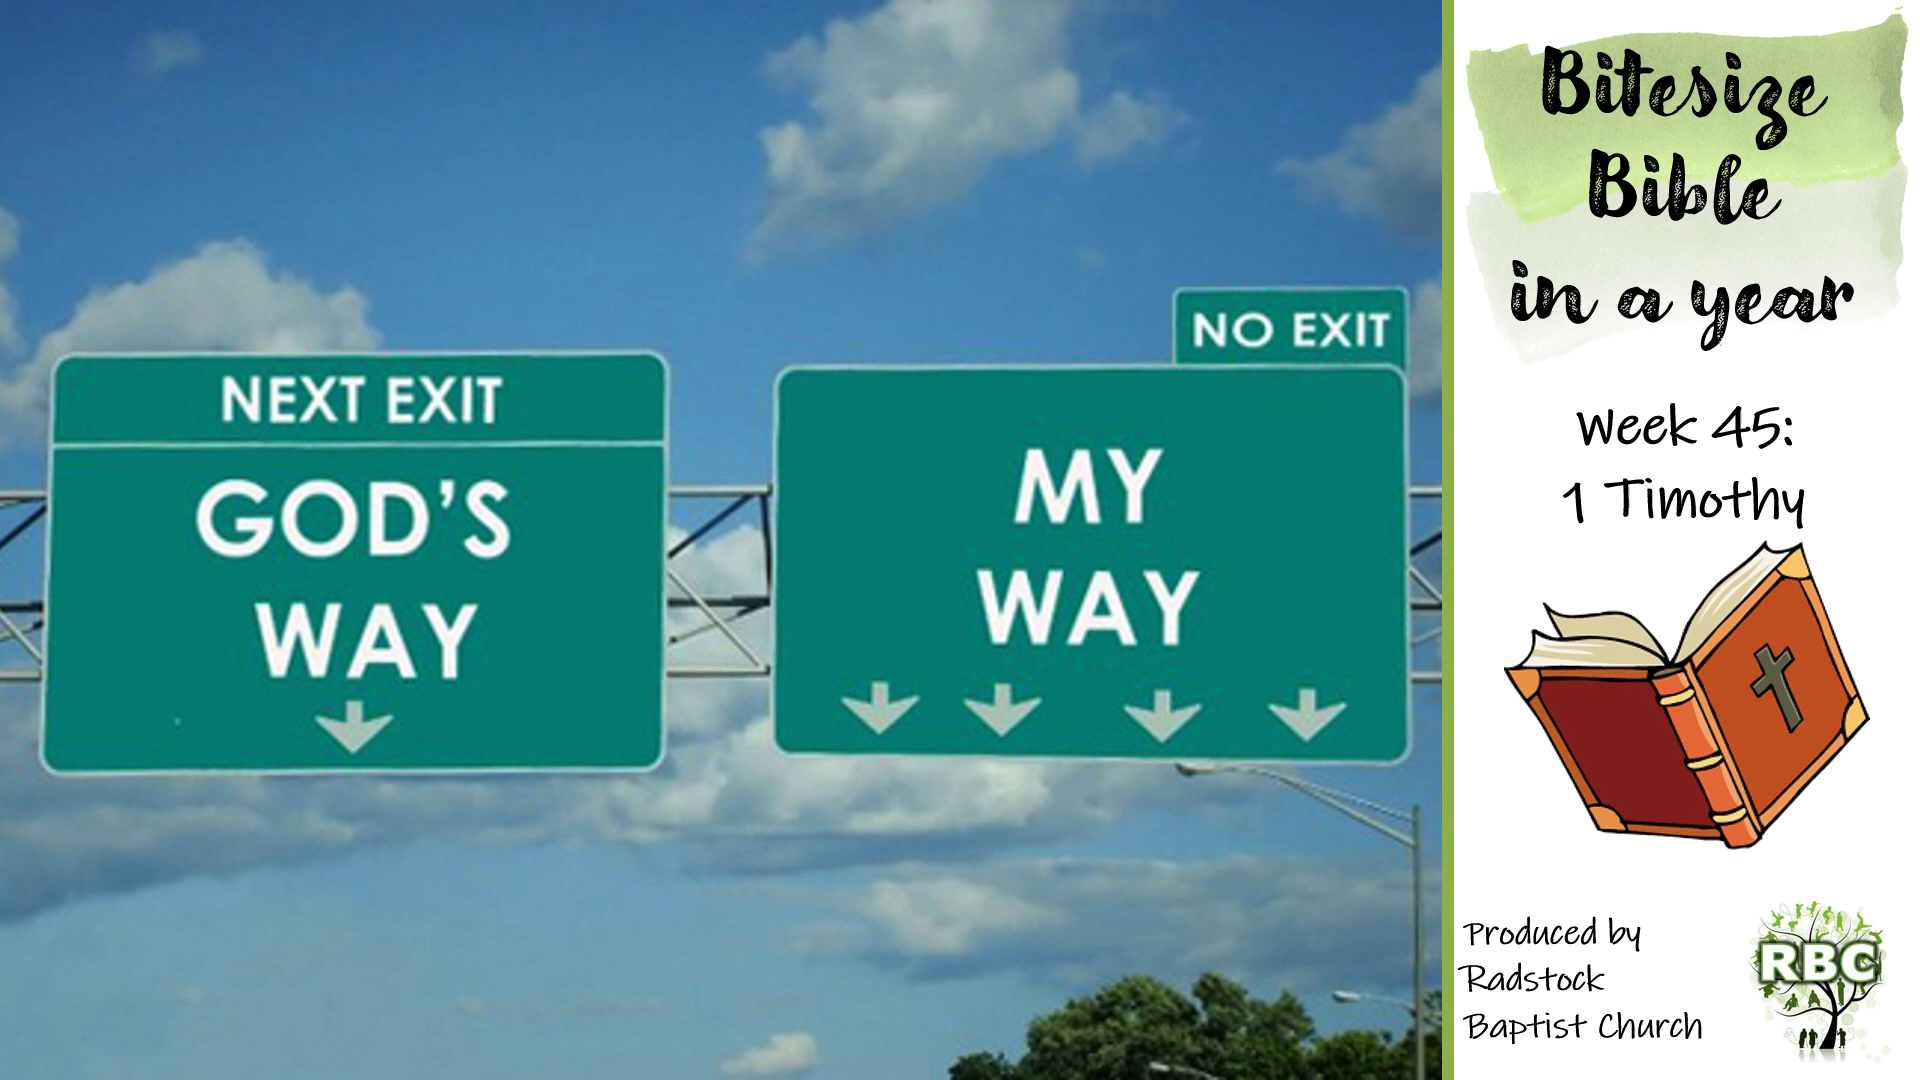 NEXT EXIT
GOD'S
WAY
NO EXIT
MY
WAY
Bitesize
Bible
in a year
Week 45:
1 Timothy
Produced by
Radstock
Baptist Church
RBC